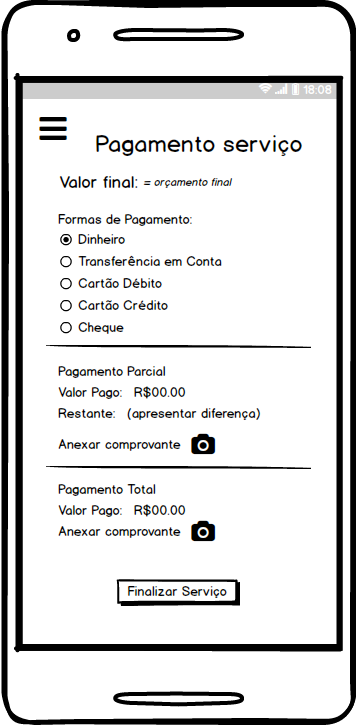 18:08
Pagamento serviço
Valor final: = orçamento final
Formas de Pagamento:
Dinheiro
Transferência em Conta
Cartão Débito
Cartão Crédito
Cheque
Pagamento Parcial
Valor Pago: R$00.00
Restante: (apresentar diferença)
Anexar comprovante
Pagamento Total
Valor Pago: R$00.00
Anexar comprovante
Finalizar Serviço